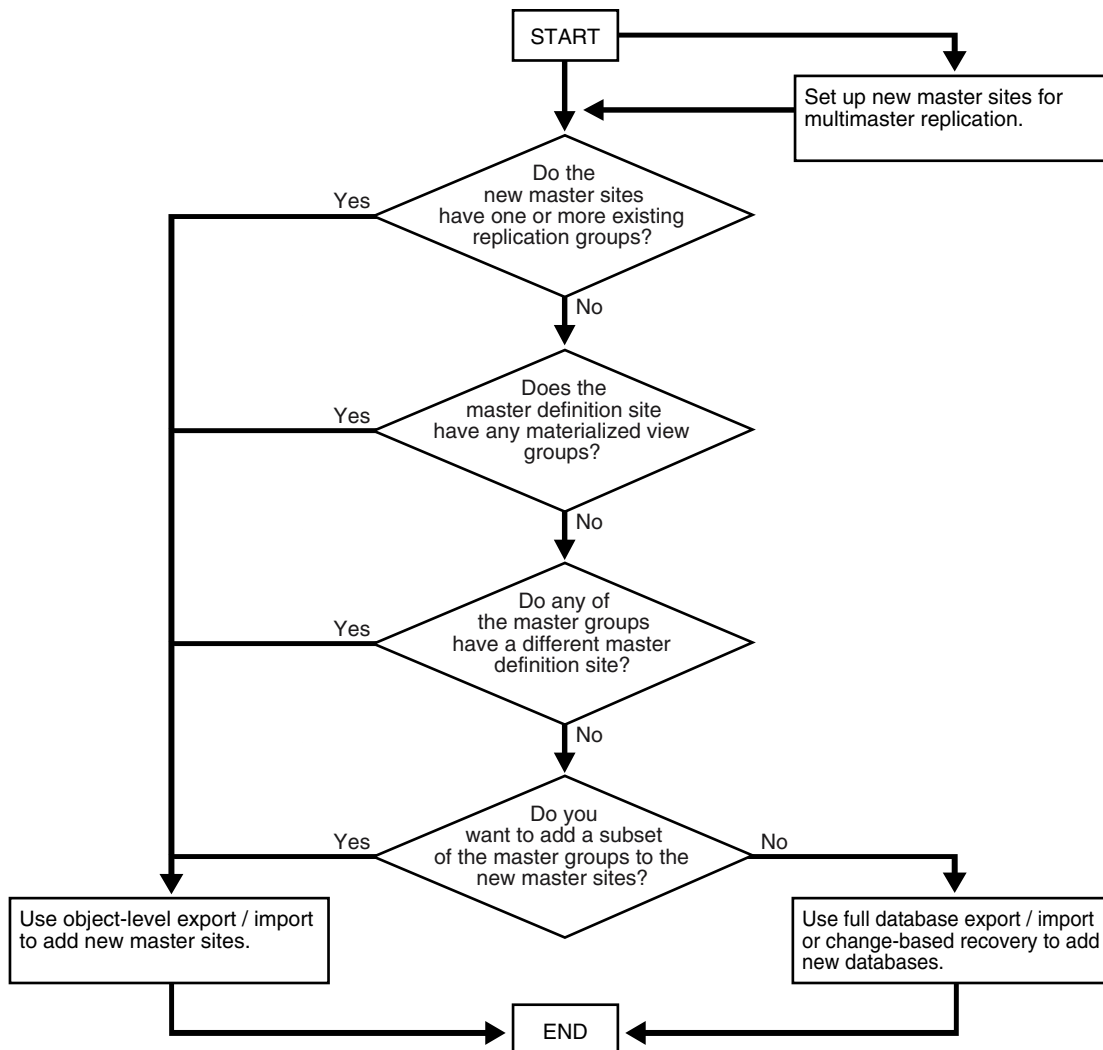 START
Set up new master sites for
multimaster replication.
Do the
new master sites
have one or more existing
replication groups?
Yes
No
Does the
master definition site
have any materialized view
groups?
Yes
No
Do any of
the master groups
have a different master
definition site?
Yes
No
Do you
want to add a subset
of the master groups to the
new master sites?
Yes
No
Use object-level export / import
to add new master sites.
Use full database export / import
or change-based recovery to add
new databases.
END